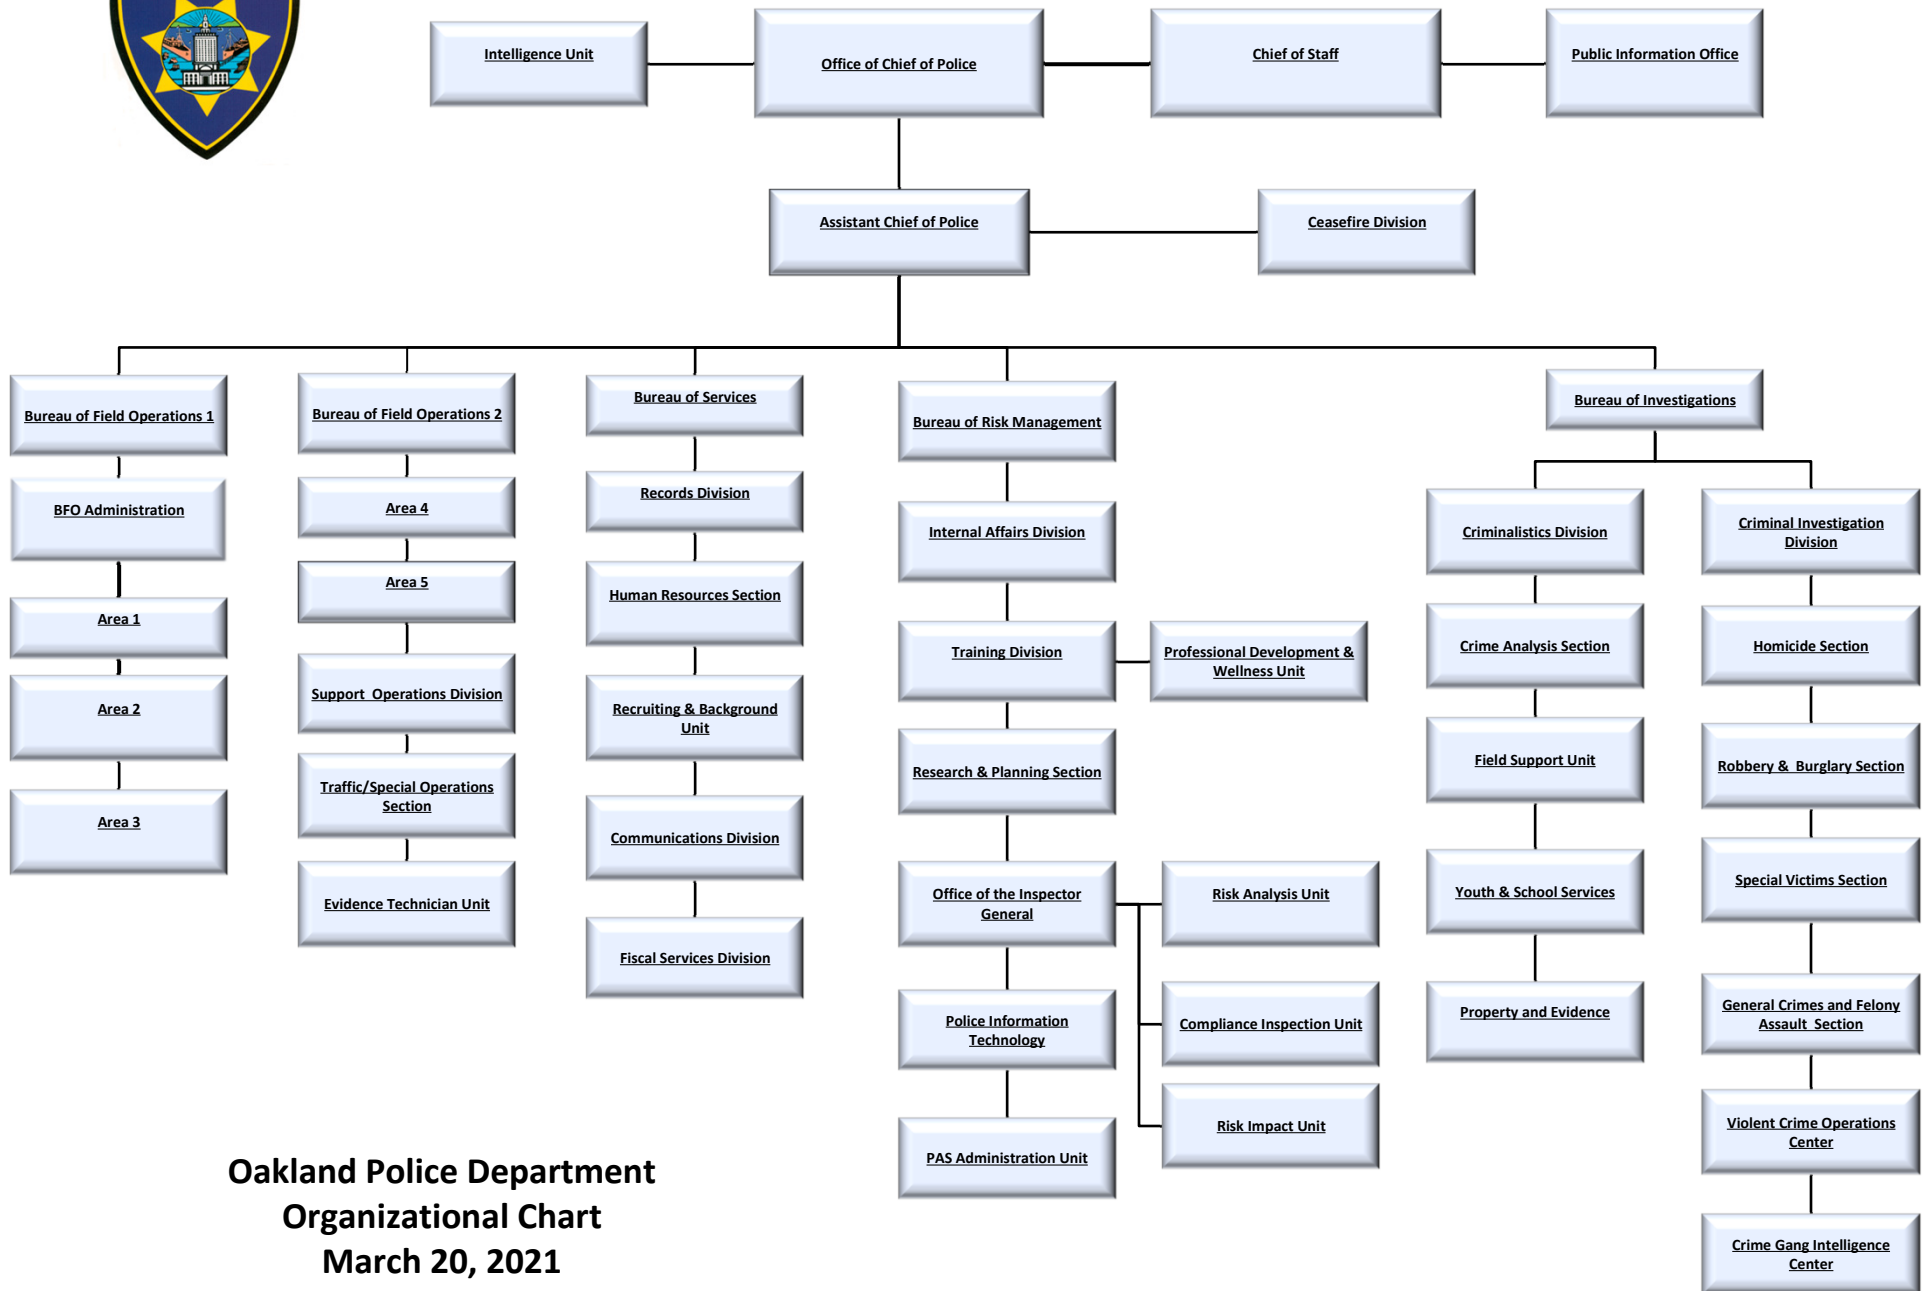 Intelligence Unit
Office of Chief of Police
Chief of Staff
Public Information Office
Assistant Chief of Police
Ceasefire Division
Bureau of Field Operations 1
BFO Administration
Area 1
Area 2
Area 3
Bureau of Field Operations 2
Area 4
Area 5
Support Operations Division
Traffic/Special Operations
Section
Evidence Technician Unit
Bureau of Services
Records Division
Human Resources Section
Recruiting & Background
Unit
Communications Division
Fiscal Services Division
Bureau of Risk Management
Internal Affairs Division
Training Division
Professional Development &
Wellness Unit
Research & Planning Section
Office of the Inspector
General
Risk Analysis Unit
Compliance Inspection Unit
Risk Impact Unit
Police Information
Technology
PAS Administration Unit
Bureau of Investigations
Criminalistics Division
Crime Analysis Section
Field Support Unit
Youth & School Services
Property and Evidence
Criminal Investigation
Division
Homicide Section
Robbery & Burglary Section
Special Victims Section
General Crimes and Felony
Assault Section
Violent Crime Operations
Center
Crime Gang Intelligence
Center
Oakland Police Department
Organizational Chart
March 20, 2021